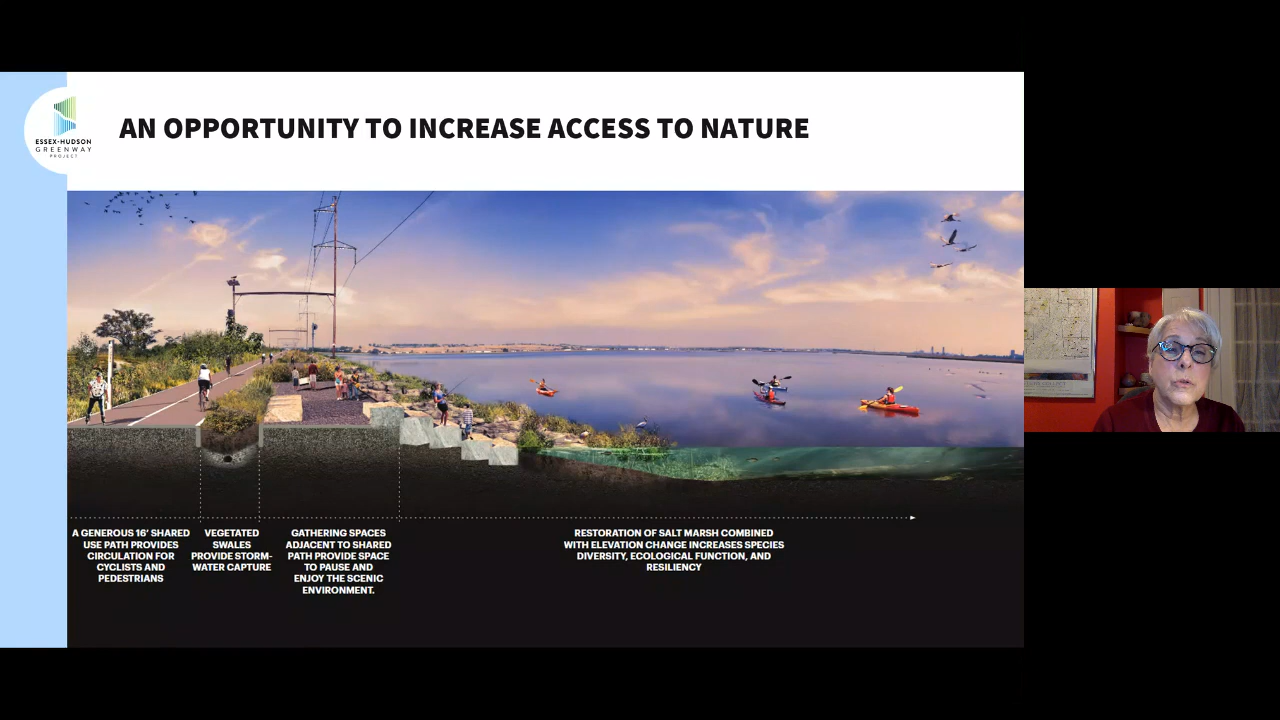 AN OPPORTUNITY TO INCREASE ACCESS TO NATURE
ESSEX-HUDSON
GREENWAY
PROJECT
A GENEROUS 16' SHARED
USE PATH PROVIDES
CIRCULATION FOR
CYCLISTS AND
PEDESTRIANS
VEGETATED
SWALES
PROVIDE STORM-
WATER CAPTURE
GATHERING SPACES
ADJACENT TO SHARED
PATH PROVIDE SPACE
TO PAUSE AND
ENJOY THE SCENIC
ENVIRONMENT.
RESTORATION OF SALT MARSH COMBINED
WITH ELEVATION CHANGE INCREASES SPECIES
DIVERSITY, ECOLOGICAL FUNCTION, AND
RESILIENCY